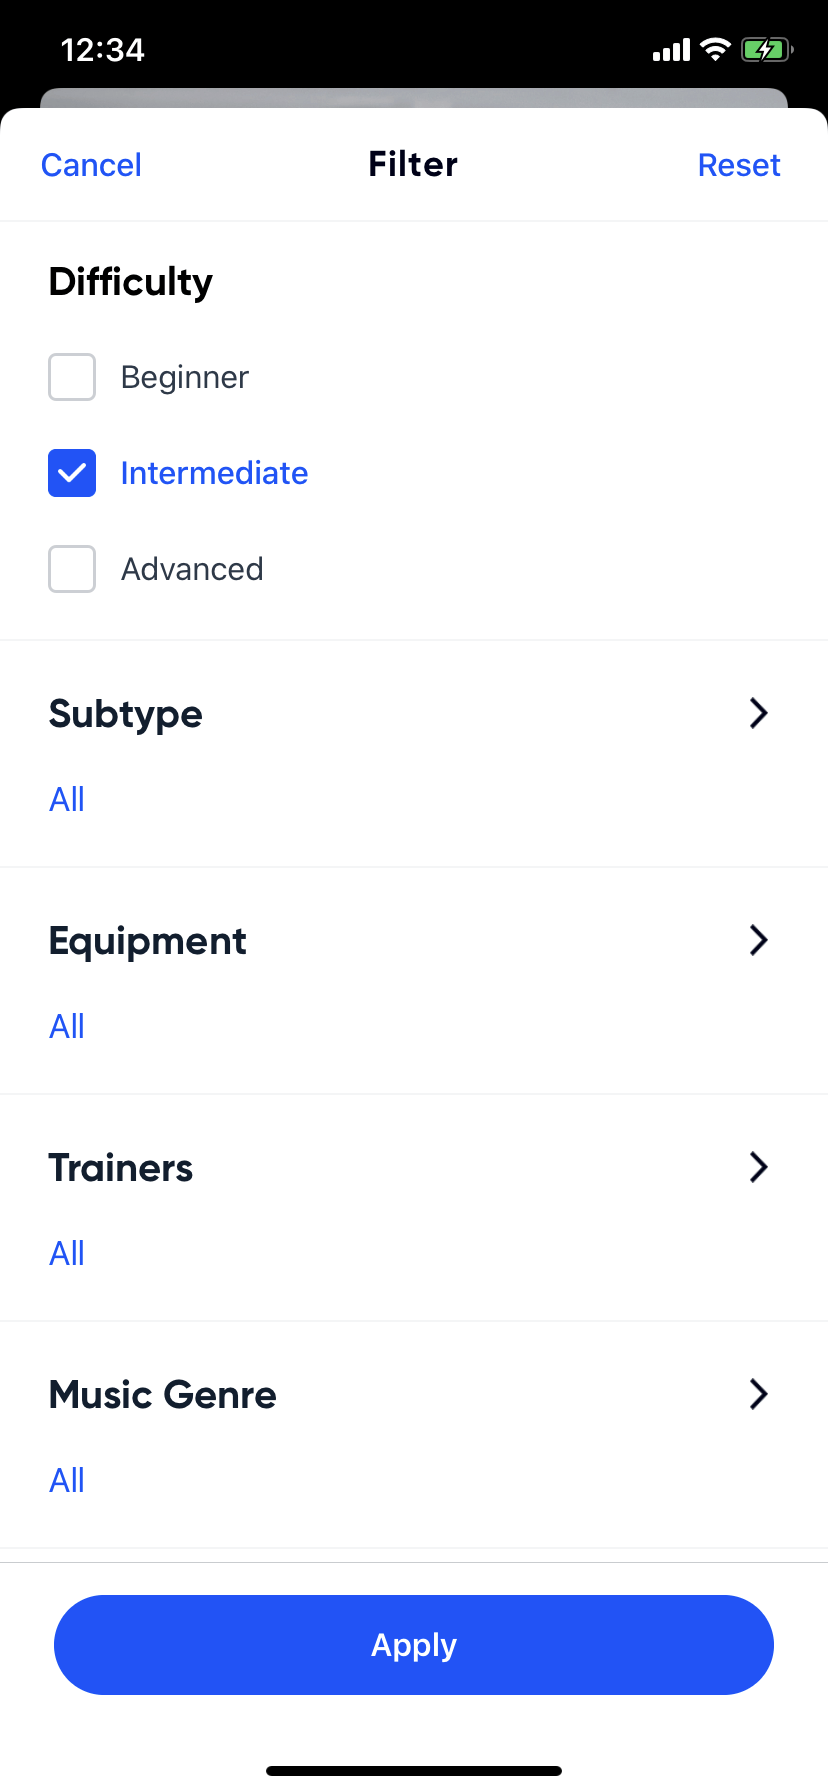 12:34
Cancel Filter Reset
Difficulty
Beginner
Intermediate
Advanced
Subtype
All
Equipment
All
Trainers
All
Music Genre
All
Apply